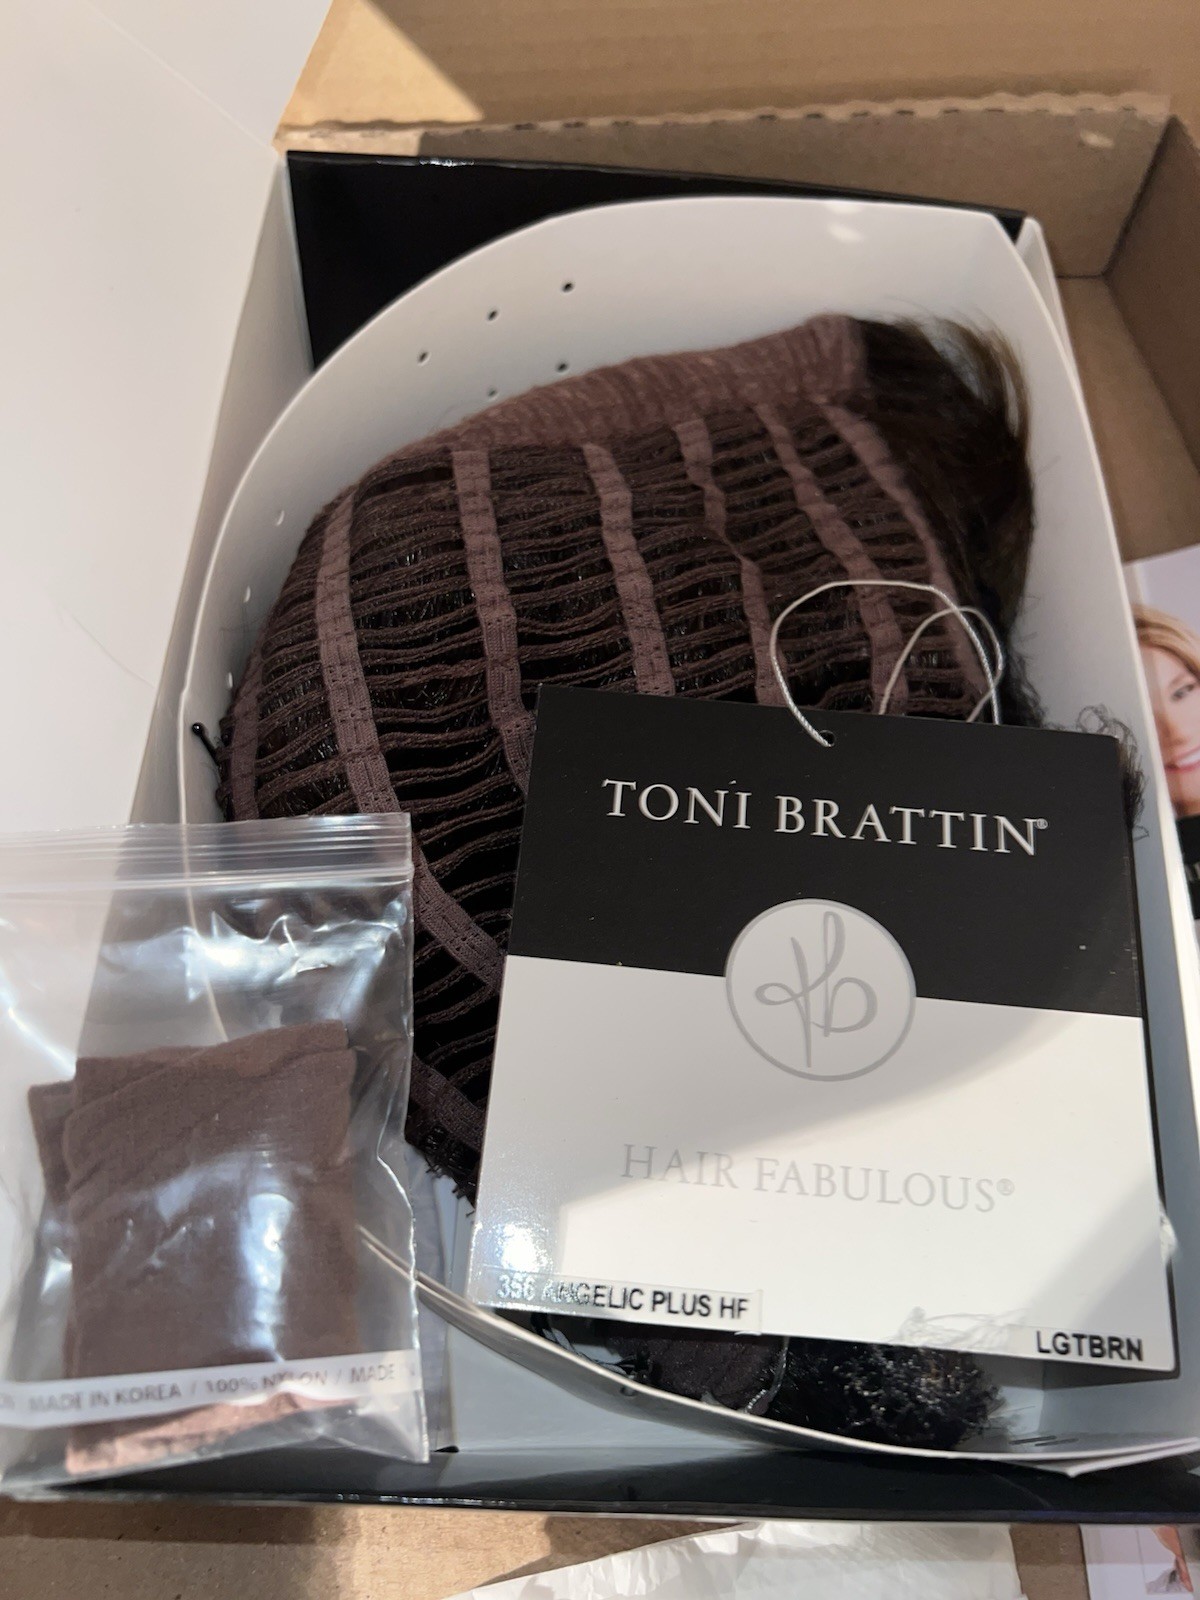 TONI BRATTIN®
HAIR FABULOUS®
356 ANGELIC PLUS HF
LGTBRN
MADE IN KOREA / 100% NYLON / MADE